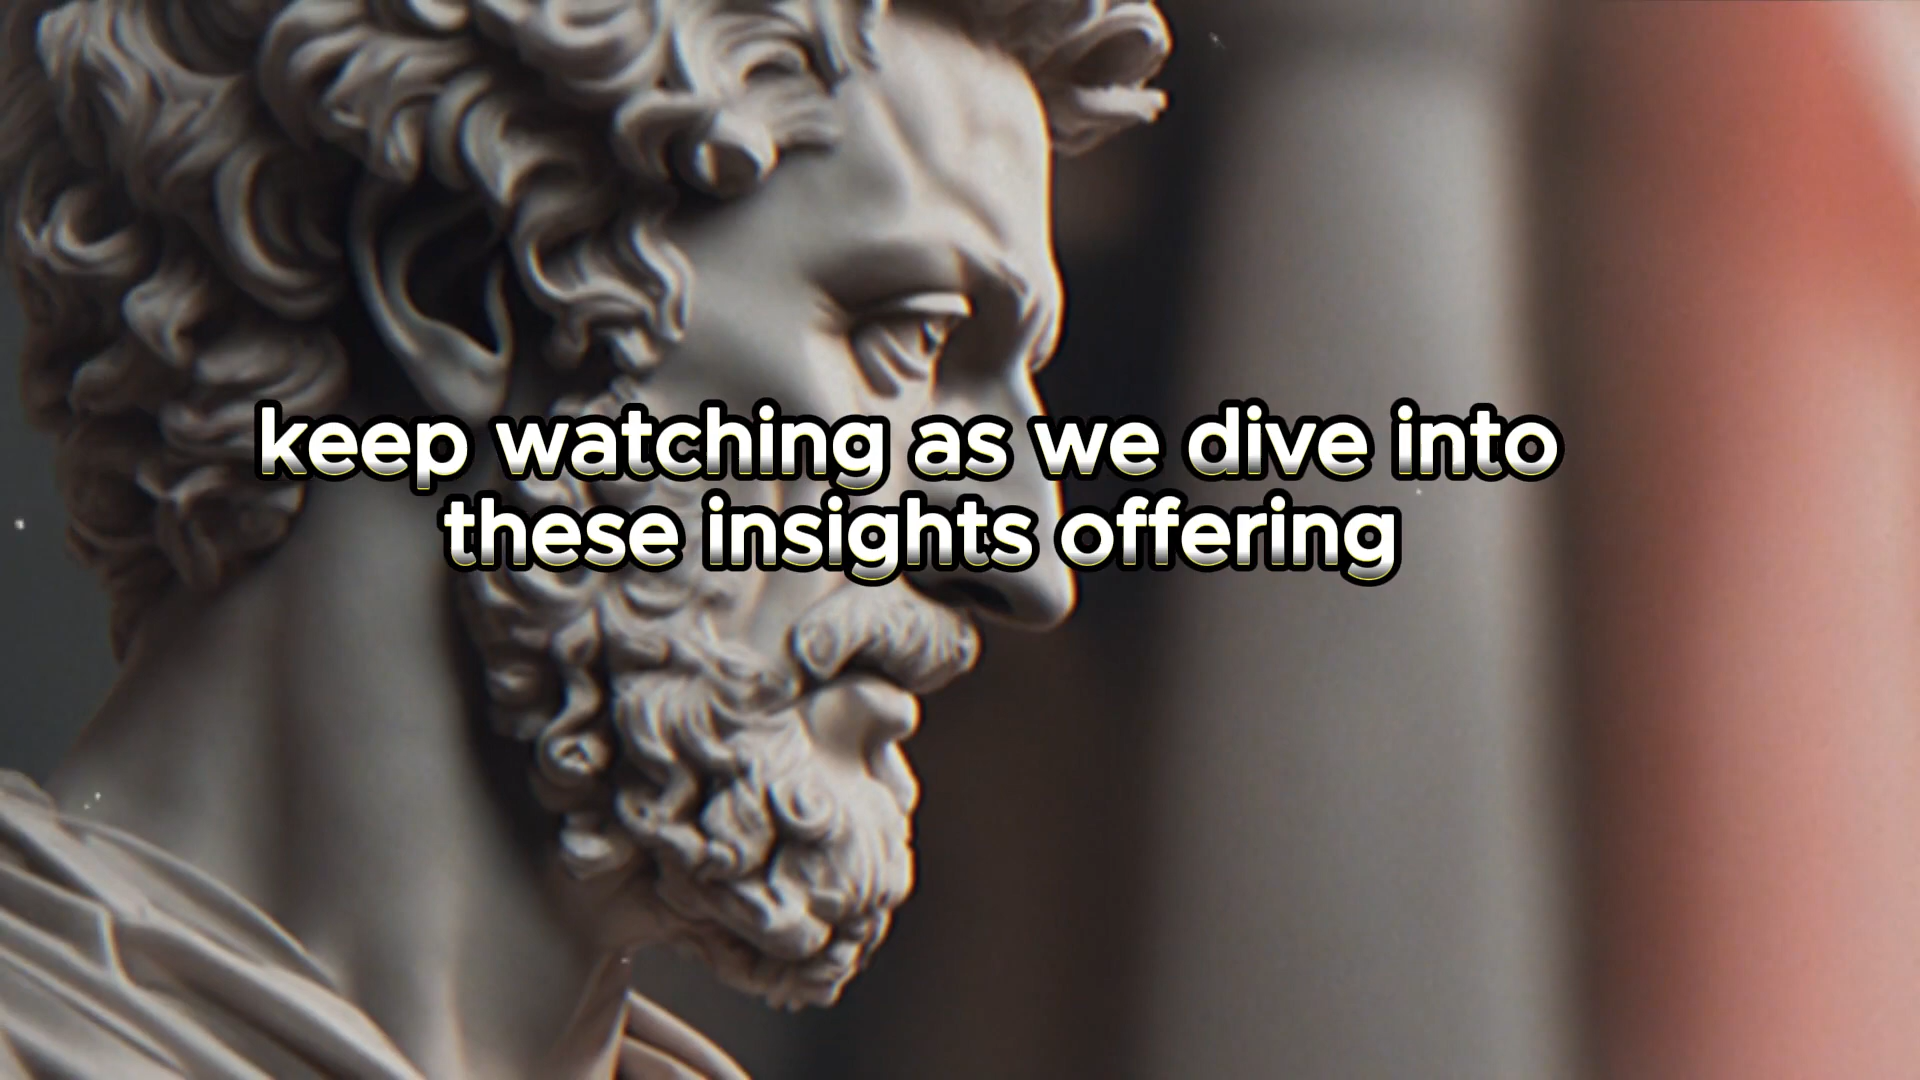 keep watching as we dive into
these insights offering